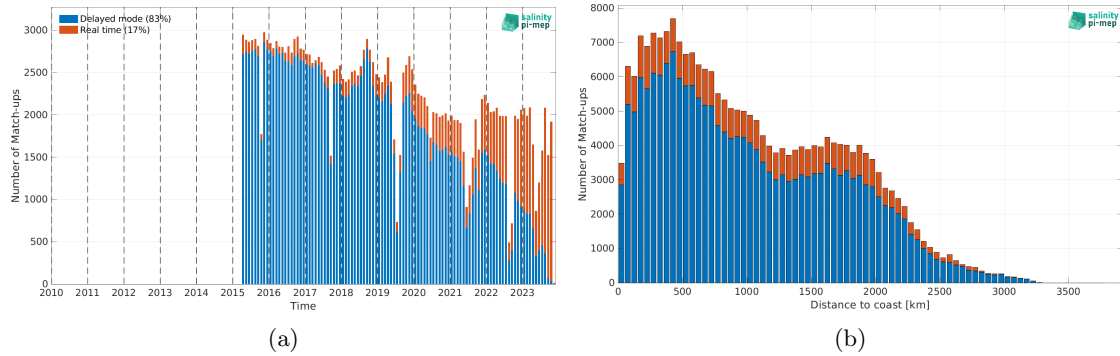 Delayed mode (83%)
Real time (17%)
salinity
pi-mep
Number of Match-ups
3000
2500
2000
1500
1000
500
0
2010 2011 2012 2013 2014 2015 2016 2017 2018 2019 2020 2021 2022 2023
Time
(a)
salinity
pi-mep
Number of Match-ups
8000
7000
6000
5000
4000
3000
2000
1000
0
0 500 1000 1500 2000 2500 3000 3500
Distance to coast [km]
(b)